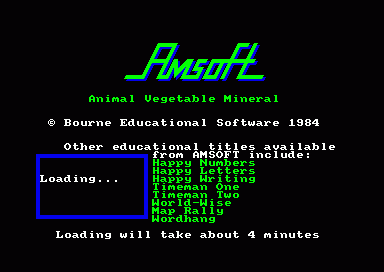 Amsoft
Animal Vegetable Mineral
© Bourne Educational Software 1984
Other educational titles available
from AMSOFT include:
Happy Numbers
Happy Letters
Happy Writing
Timeman One
Timeman Two
World-Wise
Map Rally
Wordhang
Loading...
Loading will take about 4 minutes